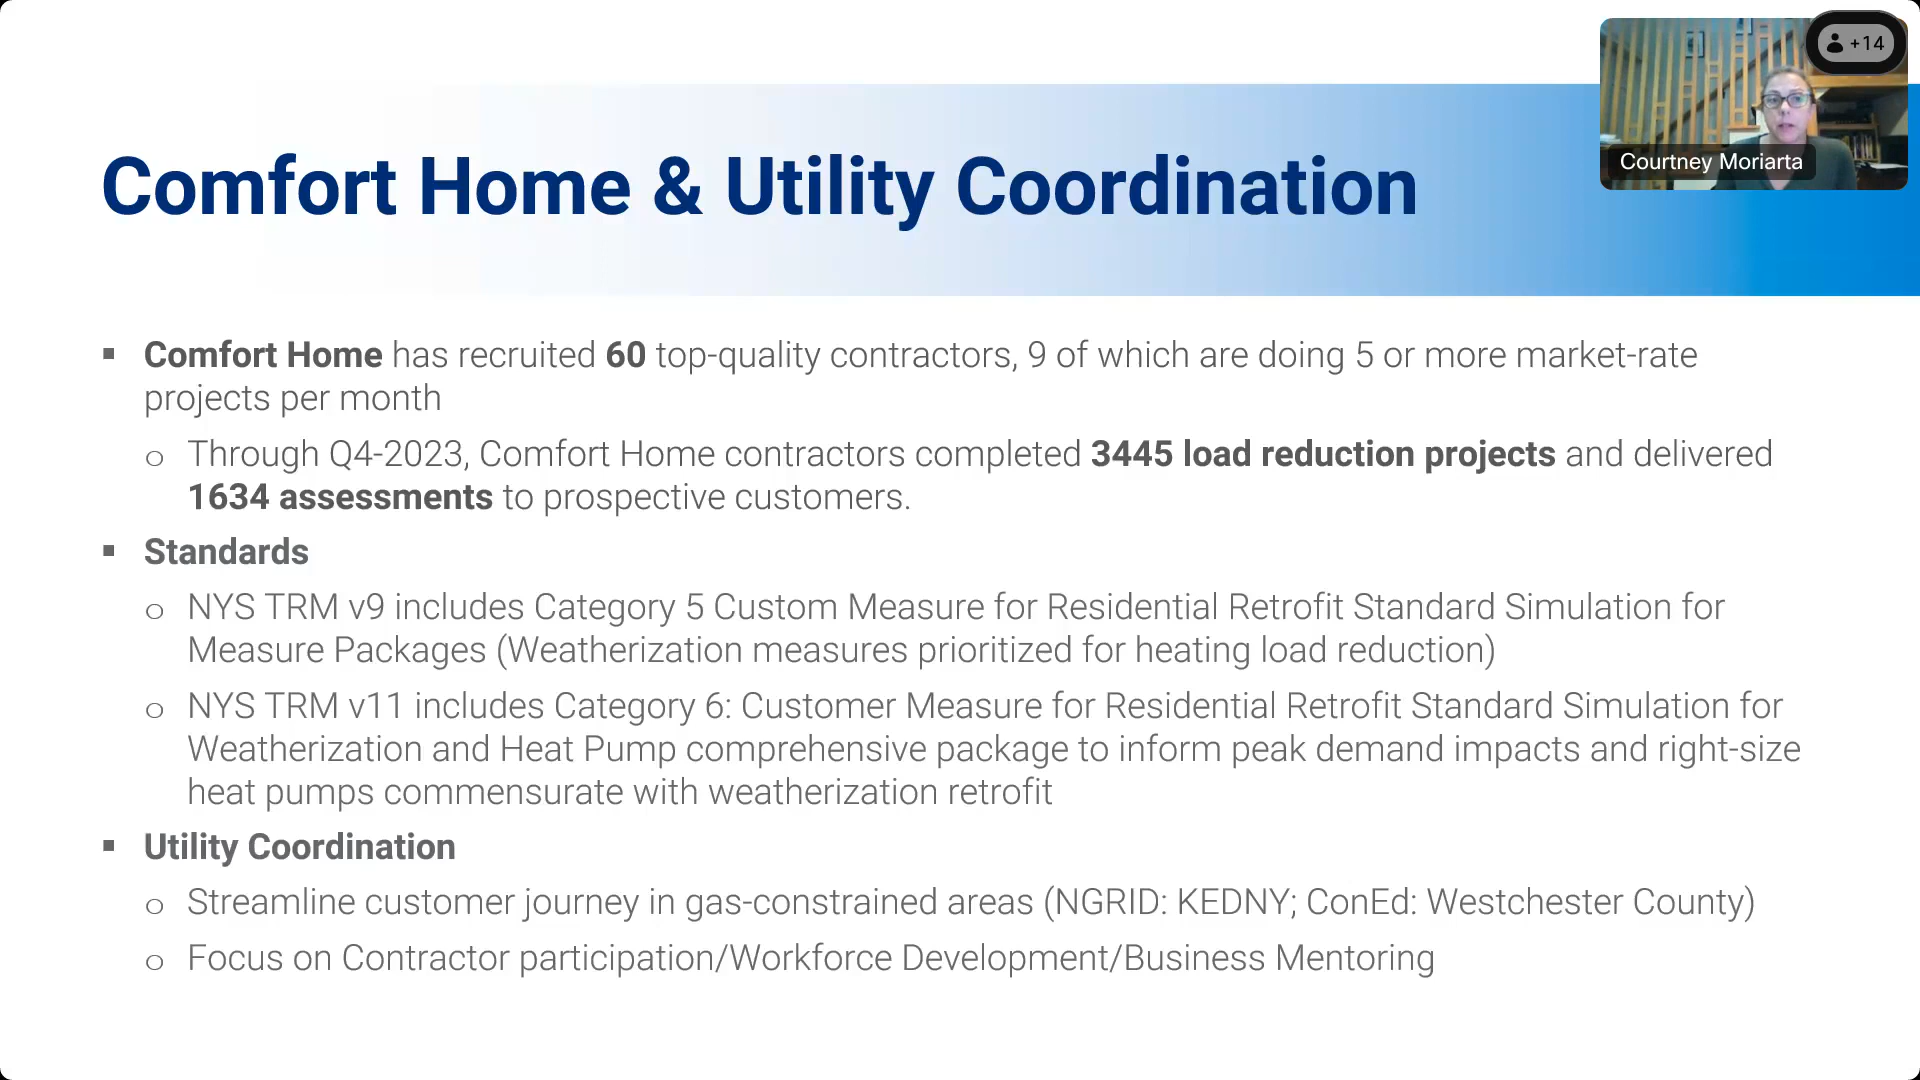 +14
Courtney Moriarta
Comfort Home & Utility Coordination
▪ Comfort Home has recruited 60 top-quality contractors, 9 of which are doing 5 or more market-rate
projects per month
o Through Q4-2023, Comfort Home contractors completed 3445 load reduction projects and delivered
1634 assessments to prospective customers.
▪ Standards
o NYS TRM v9 includes Category 5 Custom Measure for Residential Retrofit Standard Simulation for
Measure Packages (Weatherization measures prioritized for heating load reduction)
o NYS TRM v11 includes Category 6: Customer Measure for Residential Retrofit Standard Simulation for
Weatherization and Heat Pump comprehensive package to inform peak demand impacts and right-size
heat pumps commensurate with weatherization retrofit
▪ Utility Coordination
o Streamline customer journey in gas-constrained areas (NGRID: KEDNY; ConEd: Westchester County)
o Focus on Contractor participation/Workforce Development/Business Mentoring